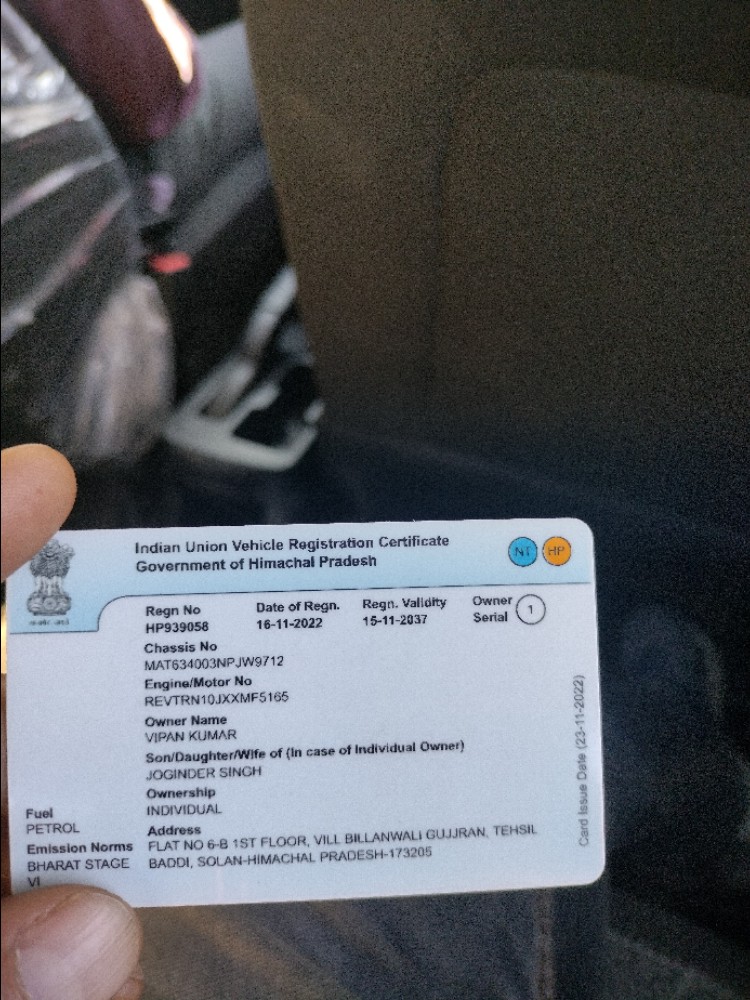 Indian Union Vehicle Registration Certificate
Government of Himachal Pradesh
NT HP
Regn No Date of Regn. Regn. Validity Owner Serial 1
HP939058 16-11-2022 15-11-2037
Chassis No
MAT634003NPJW9712
Engine/Motor No
REVTRN10JXXMF5165
Owner Name
VIPAN KUMAR
Son/Daughter/Wife of (In case of Individual Owner)
JOGINDER SINGH
Ownership
INDIVIDUAL
Fuel
PETROL
Emission Norms
BHARAT STAGE
VI
Address
FLAT NO 6-B 1ST FLOOR, VILL BILLANWALI GUJJRAN, TEHSIL
BADDI, SOLAN-HIMACHAL PRADESH-173205
Card Issue Date (23-11-2022)